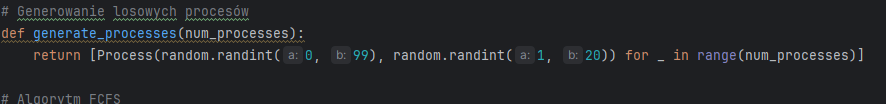 # Generowanie losowych procesów
def generate_processes(num_processes):
    return [Process(random.randint( a: 0, b: 99), random.randint( a: 1, b: 20)) for _ in range(num_processes)]
# Algorytm FCFS